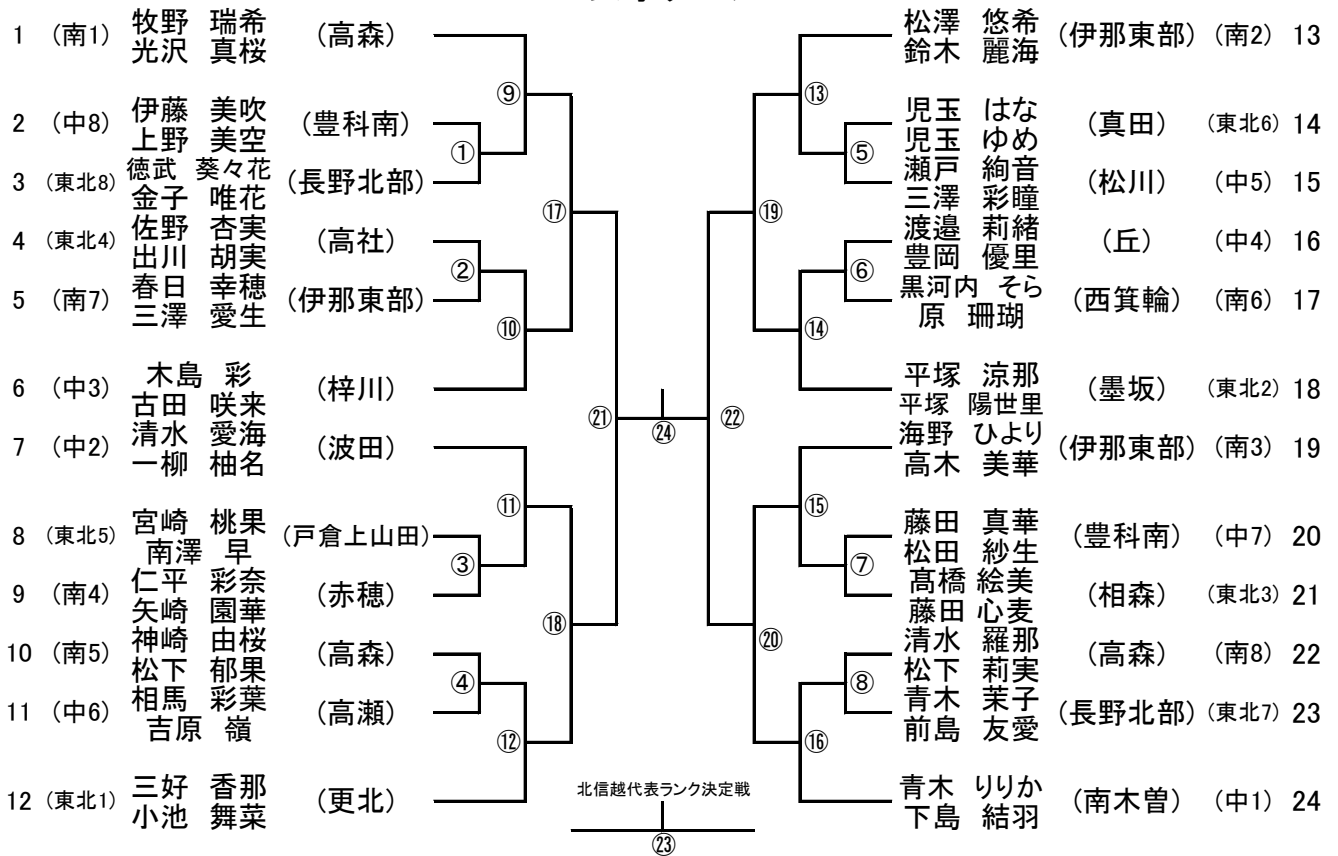 1 (南1) 牧野 瑞希 (高森)
光沢 真桜
2 (中8) 伊藤 美吹 (豊科南)
上野 美空
3 (東北8) 徳武 葵々花 (長野北部)
金子 唯花
4 (東北4) 佐野 杏実 (高社)
出川 胡実
5 (南7) 春日 幸穂 (伊那東部)
三澤 愛生
6 (中3) 木島 彩 (梓川)
古田 咲来
7 (中2) 清水 愛海 (波田)
一柳 柚名
8 (東北5) 宮崎 桃果 (戸倉上山田)
南澤 早
9 (南4) 仁平 彩奈 (赤穂)
矢崎 園華
10 (南5) 神崎 由桜 (高森)
松下 郁果
11 (中6) 相馬 彩葉 (高瀬)
吉原 嶺
12 (東北1) 三好 香那 (更北)
小池 舞菜
⑨
①
⑰
②
⑩
㉑
⑪
③
⑱
④
⑫
㉔
北信越代表ランク決定戦
㉓
⑬
⑤
⑲
⑥
⑭
㉒
⑮
⑦
⑳
⑧
⑯
松澤 悠希 (伊那東部) (南2) 13
鈴木 麗海
児玉 はな (真田) (東北6) 14
児玉 ゆめ
瀬戸 絢音 (松川) (中5) 15
三澤 彩瞳
渡邉 莉緒 (丘) (中4) 16
豊岡 優里
黒河内 そら (西箕輪) (南6) 17
原 珊瑚
平塚 涼那 (墨坂) (東北2) 18
平塚 陽世里
海野 ひより (伊那東部) (南3) 19
高木 美華
藤田 真華 (豊科南) (中7) 20
松田 紗生
髙橋 絵美 (相森) (東北3) 21
藤田 心麦
清水 羅那 (高森) (南8) 22
松下 莉実
青木 茉子 (長野北部) (東北7) 23
前島 友愛
青木 りりか (南木曽) (中1) 24
下島 結羽